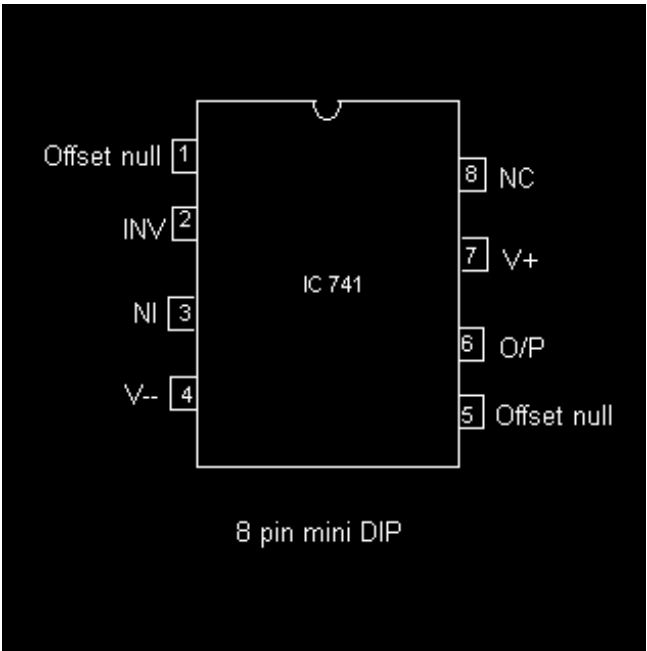 Offset null 1
8 NC
INV 2
7 V+
IC 741
NI 3
6 O/P
V-- 4
5 Offset null
8 pin mini DIP